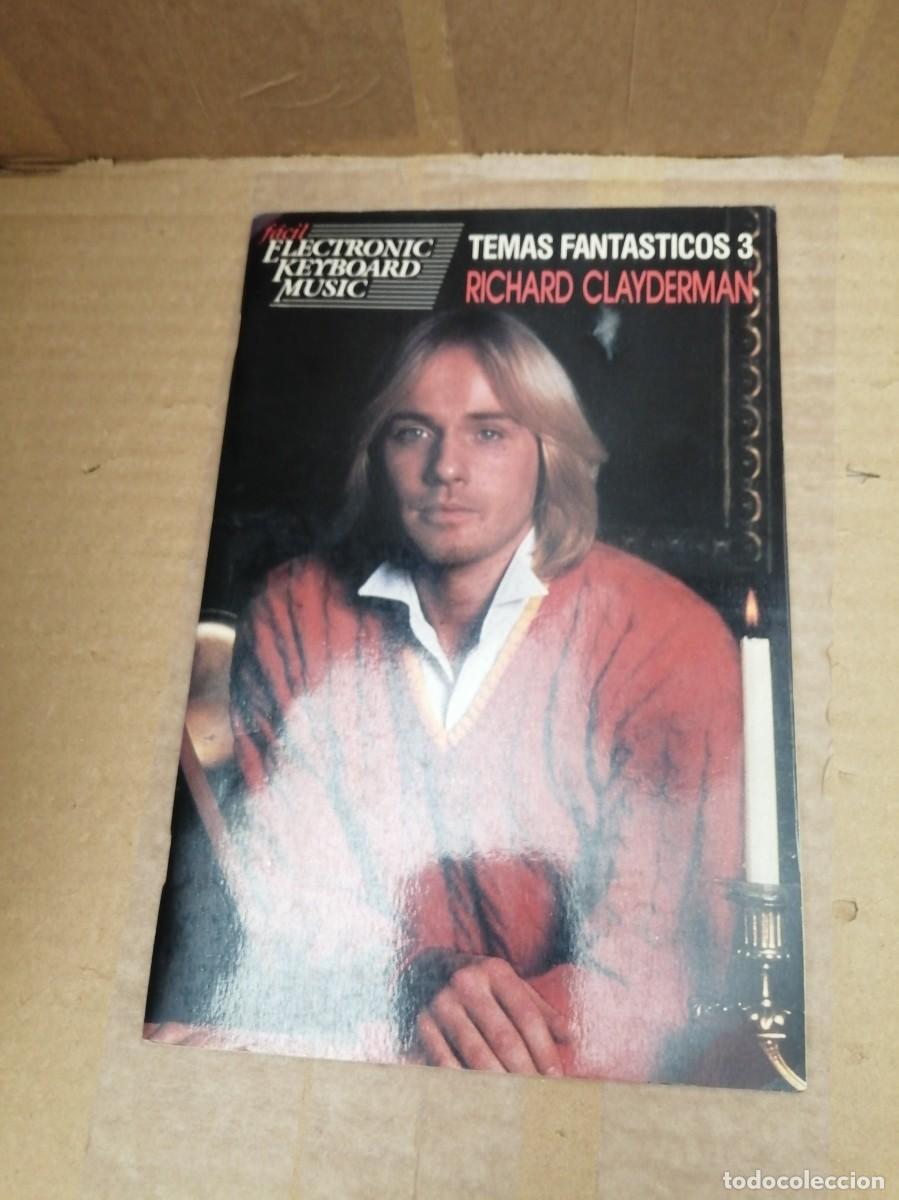 fácil
ELECTRONIC
KEYBOARD
MUSIC
TEMAS FANTASTICOS 3
RICHARD CLAYDERMAN
todocoleccion